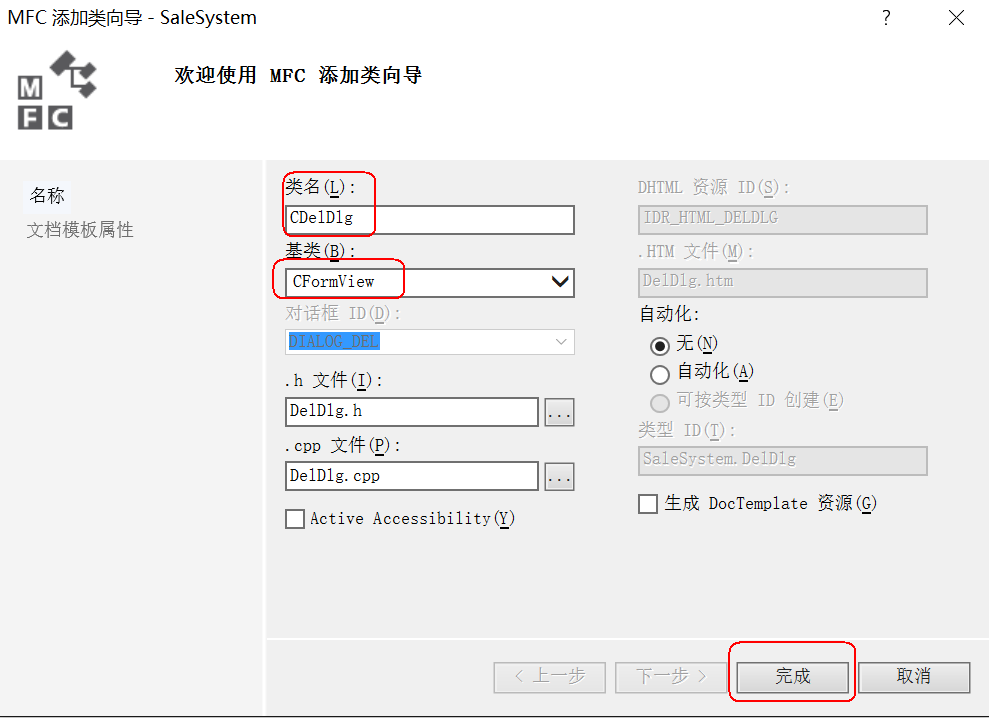 MFC 添加类向导 - SaleSystem
?
M
F C
欢迎使用 MFC 添加类向导
名称
文档模板属性
类名(L):
CDelDlg
基类(B):
CFormView
对话框 ID(D):
DIALOG_DEL
.h 文件(I):
DelDlg.h
...
.cpp 文件(P):
DelDlg.cpp
...
Active Accessibility(Y)
DHTML 资源 ID(S):
IDR_HTML_DELDLG
.HTM 文件(M):
DelDlg.htm
自动化:
无(N)
自动化(A)
可按类型 ID 创建(E)
类型 ID(T):
SaleSystem.DelDlg
生成 DocTemplate 资源(G)
< 上一步
下一步 >
完成
取消